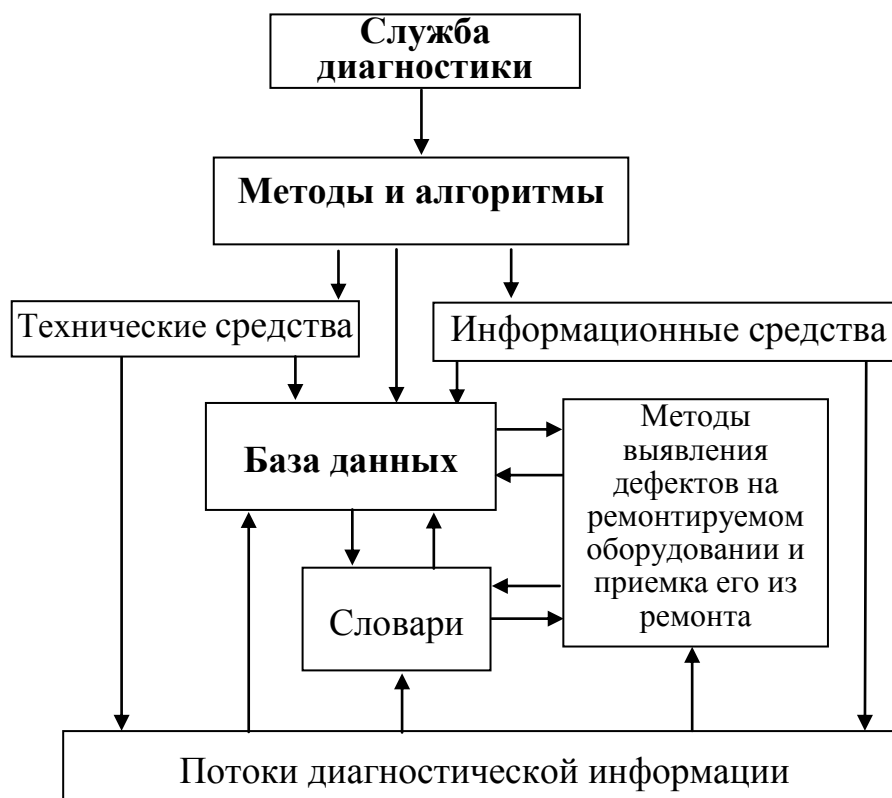 Служба
диагностики
Методы и алгоритмы
Технические средства
Информационные средства
База данных
Методы
выявления
дефектов на
ремонтируемом
оборудовании и
приемка его из
ремонта
Словари
Потоки диагностической информации